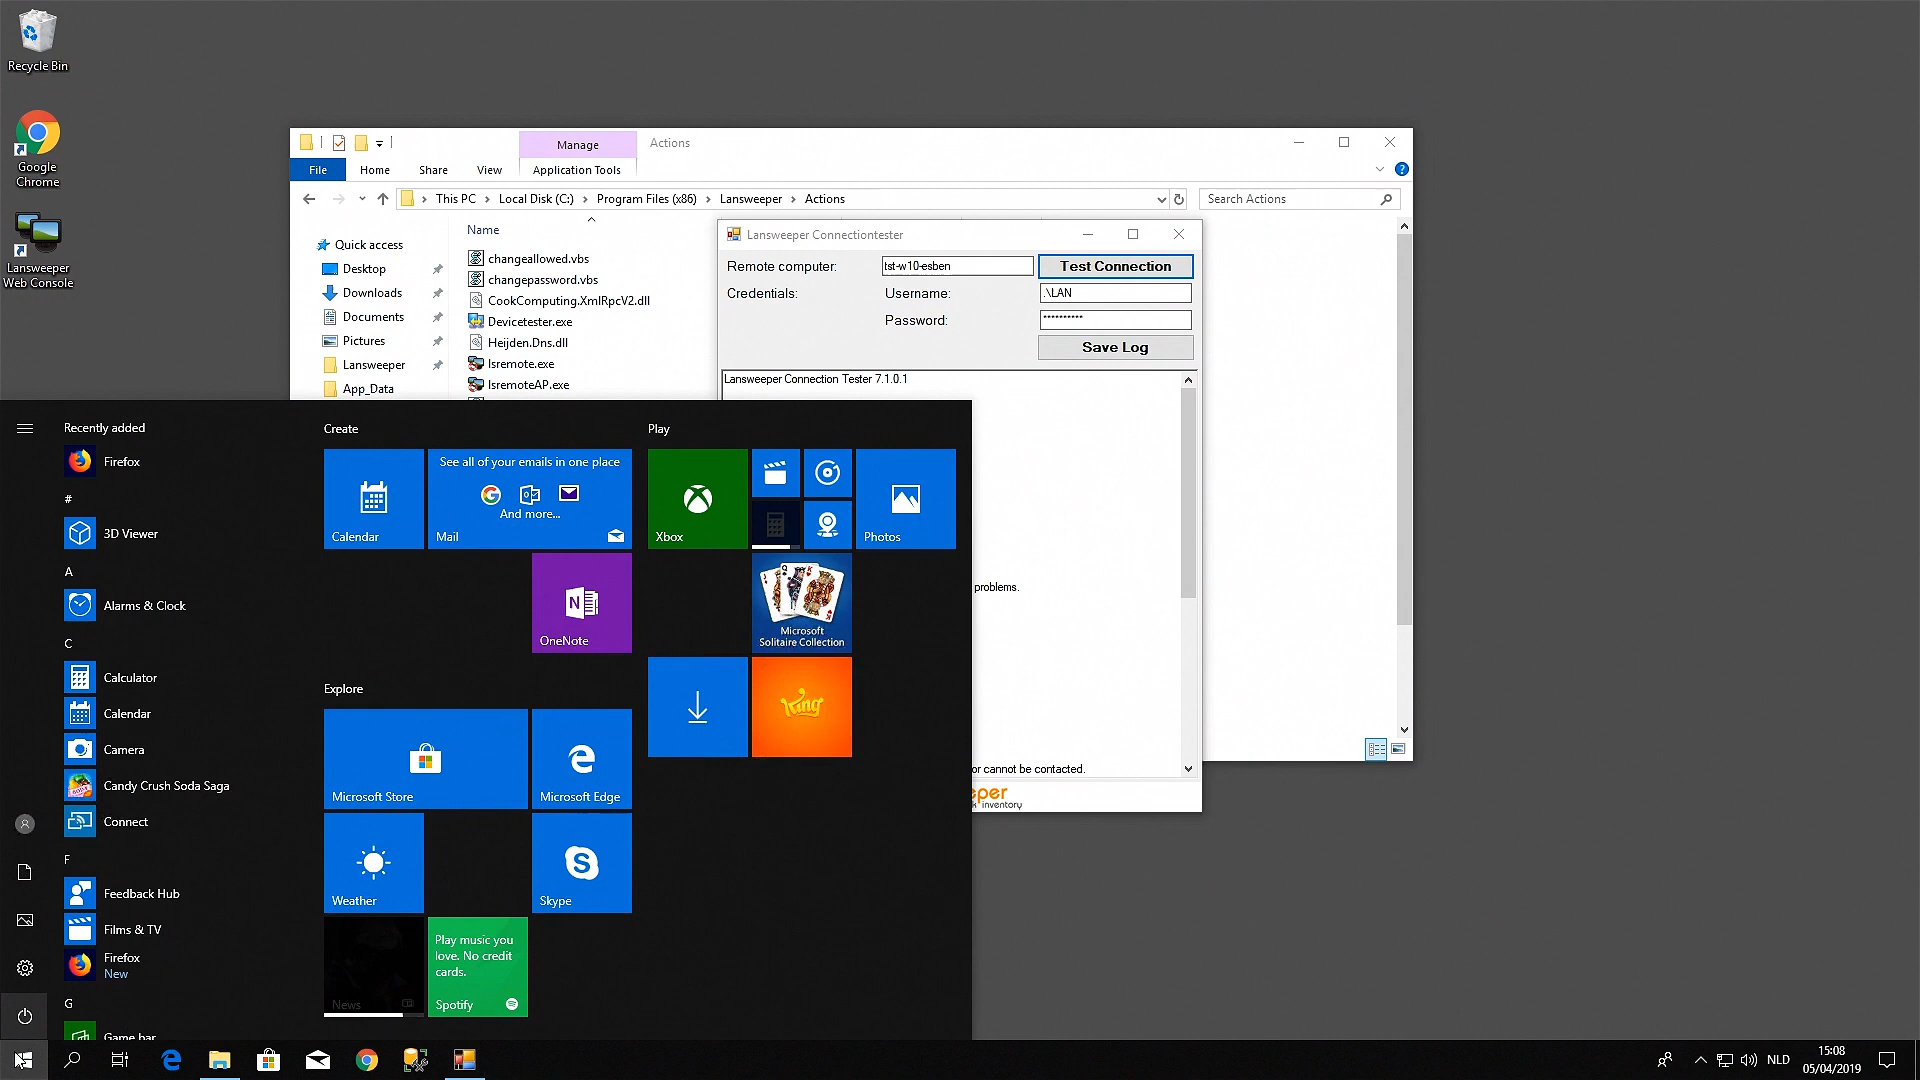 Recycle Bin
Google
Chrome
Lansweeper
Web Console
Manage
Actions
File
Home
Share
View
Application Tools
This PC
Local Disk (C:)
Program Files (x86)
Lansweeper
Actions
Search Actions
Quick access
Desktop
Downloads
Documents
Pictures
Lansweeper
App_Data
Name
changeallowed.vbs
changepassword.vbs
CookComputing.XmlRpcV2.dll
Devicetester.exe
Heijden.Dns.dll
lsremote.exe
lsremoteAP.exe
Lansweeper Connectiontester
Remote computer:
tst-w10-esben
Test Connection
Credentials:
Username:
.\LAN
Password:
**********
Save Log
Lansweeper Connection Tester 7.1.0.1
problems.
or cannot be contacted.
eper
k inventory
Recently added
Firefox
#
3D Viewer
A
Alarms & Clock
C
Calculator
Calendar
Camera
Candy Crush Soda Saga
Connect
F
Feedback Hub
Films & TV
Firefox
New
G
Game bar
Create
Calendar
See all of your emails in one place
And more...
Mail
OneNote
Explore
Microsoft Store
Microsoft Edge
Weather
Skype
News
Play music you
love. No credit
cards.
Spotify
Play
Xbox
Photos
Microsoft
Solitaire Collection
King
NLD
15:08
05/04/2019